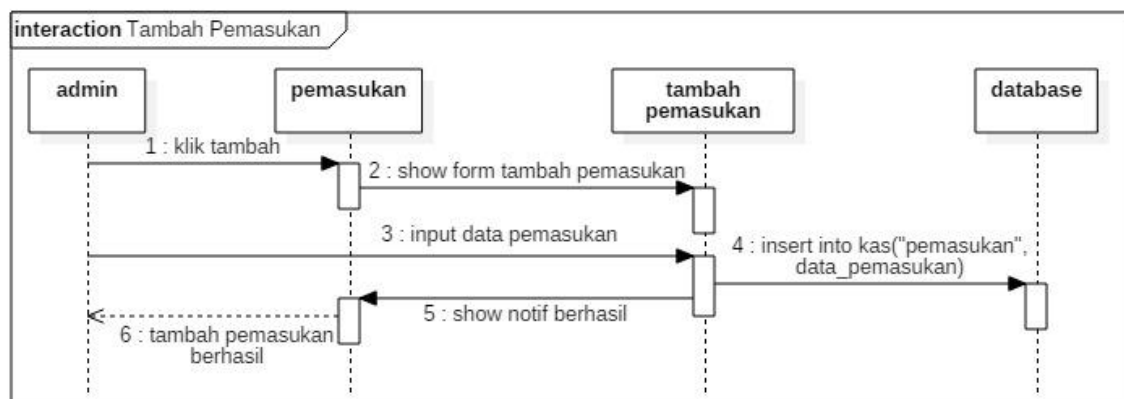 interaction Tambah Pemasukan
admin
pemasukan
tambah
pemasukan
database
1 : klik tambah
2 : show form tambah pemasukan
3 : input data pemasukan
4 : insert into kas("pemasukan",
data_pemasukan)
5 : show notif berhasil
6 : tambah pemasukan
berhasil